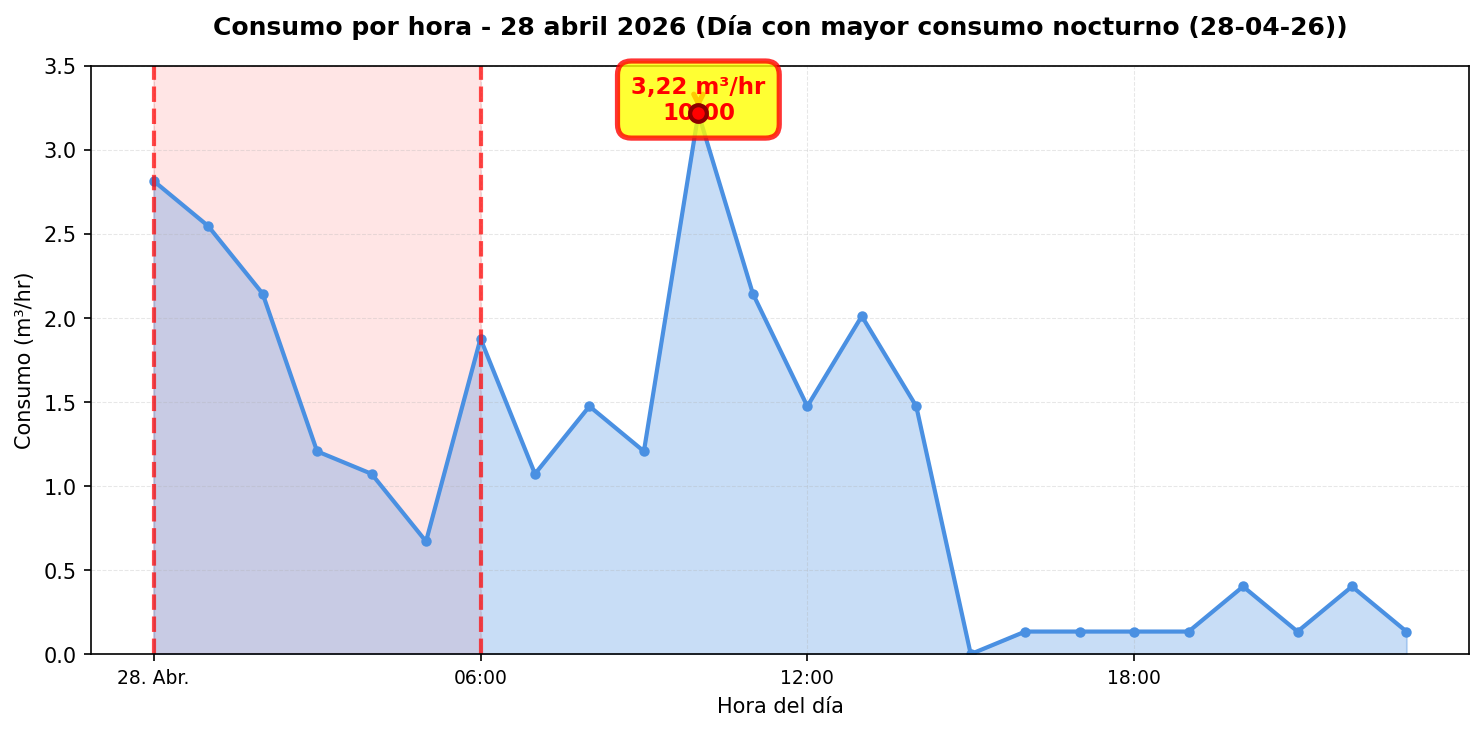 Consumo por hora - 28 abril 2026 (Día con mayor consumo nocturno (28-04-26))
3,22 m³/hr
10:00
Consumo (m³/hr)
3.5
3.0
2.5
2.0
1.5
1.0
0.5
0.0
28. Abr.
06:00
12:00
18:00
Hora del día